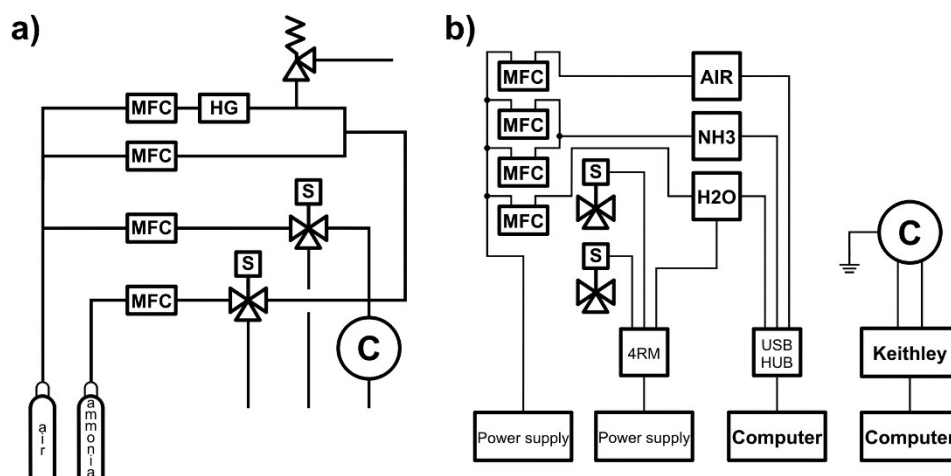 a)
MFC
HG
MFC
S
MFC
S
MFC
C
air
ammonia
b)
MFC
AIR
MFC
NH3
MFC
S
H2O
MFC
C
S
4RM
USB
HUB
Keithley
Power supply
Power supply
Computer
Computer